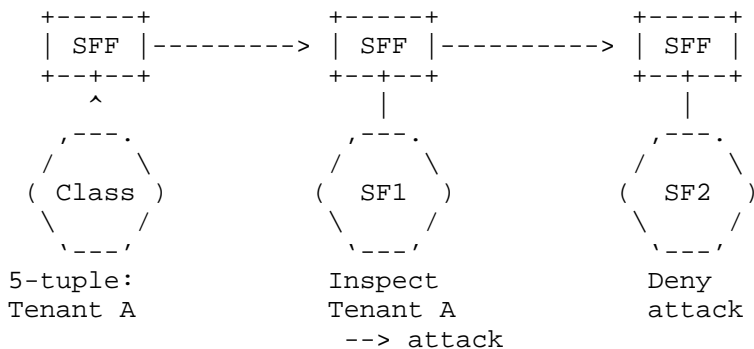 +-----+ +-----+ +-----+
| SFF |---------> | SFF |----------> | SFF |
+--+--+ +--+--+ +--+--+
^ | |
,---. ,---. ,---.
/ \ / \ / \
( Class ) ( SF1 ) ( SF2 )
\ / \ / \ /
`---' `---' `---'
5-tuple: Inspect Deny
Tenant A Tenant A attack
--> attack